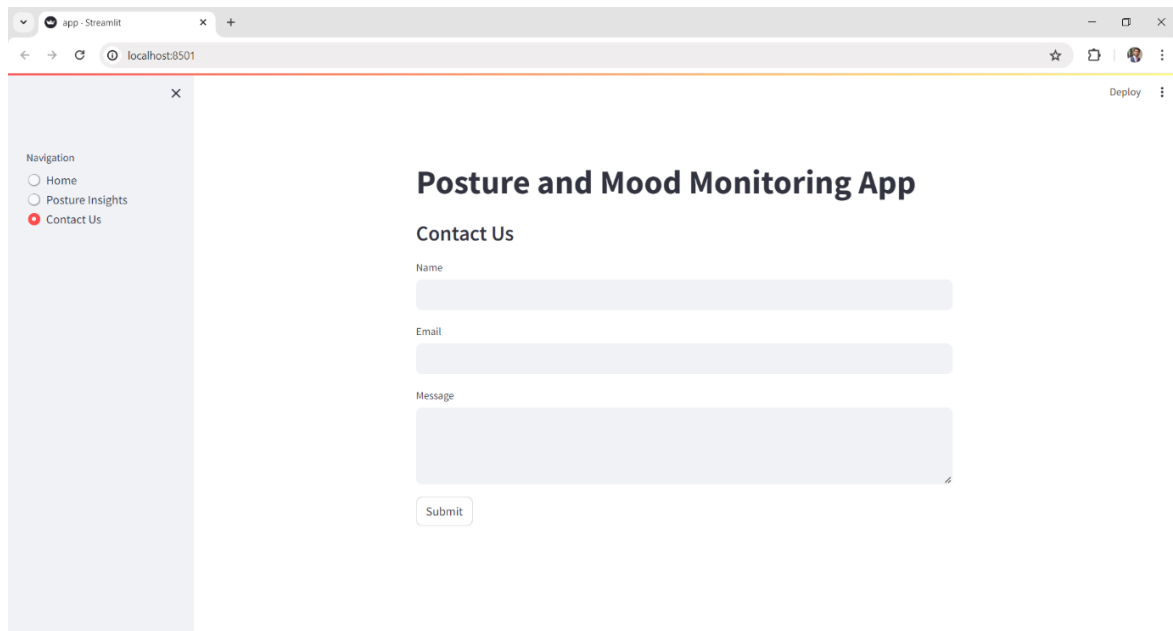 app · Streamlit
localhost:8501
Deploy
Navigation
Home
Posture Insights
Contact Us
Posture and Mood Monitoring App
Contact Us
Name
Email
Message
Submit